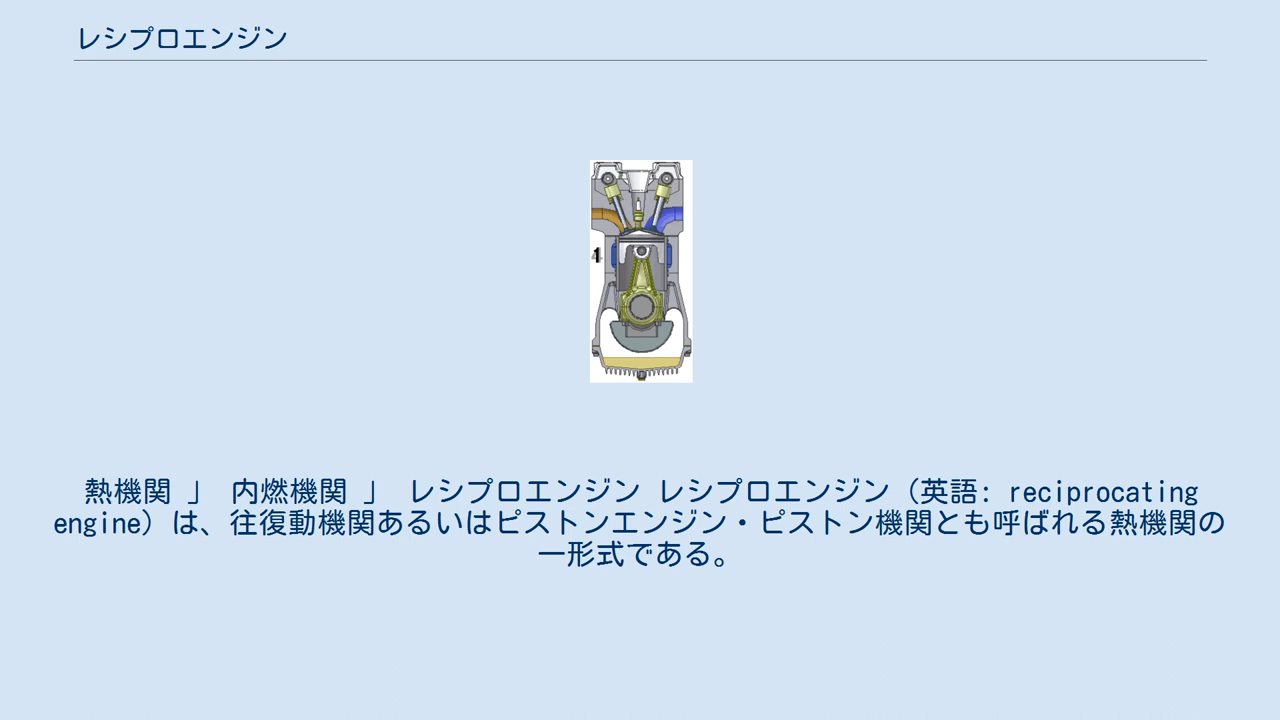 レシプロエンジン
熱機関 」 内燃機関 」 レシプロエンジン レシプロエンジン（英語: reciprocating
engine）は、往復動機関あるいはピストンエンジン・ピストン機関とも呼ばれる熱機関の
一形式である。